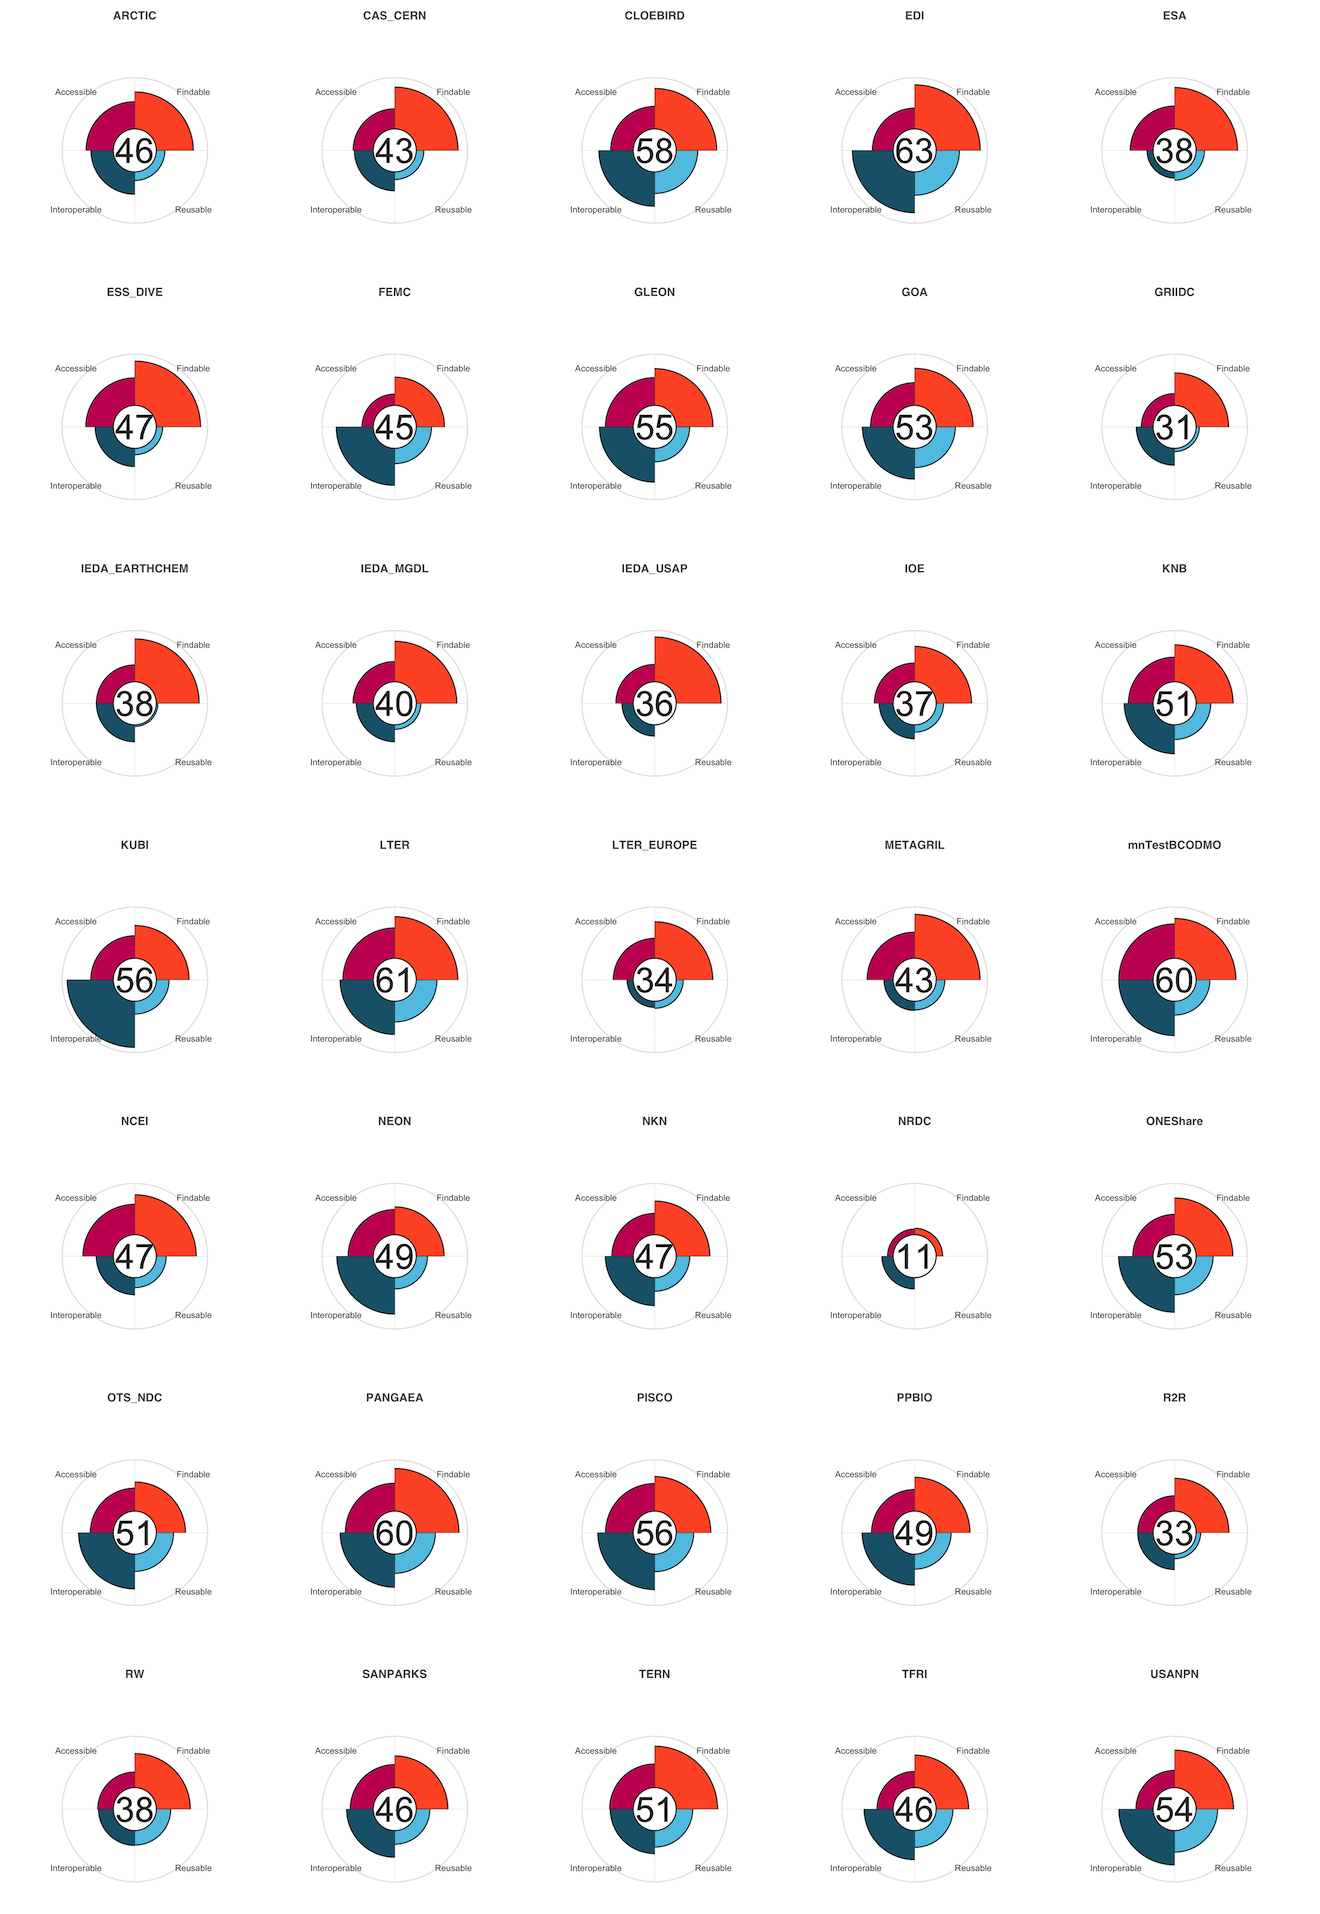 ARCTIC CAS_CERN CLOEBIRD EDI ESA
Accessible Findable Accessible Findable Accessible Findable Accessible Findable Accessible Findable
46 43 58 63 38
Interoperable Reusable Interoperable Reusable Interoperable Reusable Interoperable Reusable Interoperable Reusable
ESS_DIVE FEMC GLEON GOA GRIIDC
Accessible Findable Accessible Findable Accessible Findable Accessible Findable Accessible Findable
47 45 55 53 31
Interoperable Reusable Interoperable Reusable Interoperable Reusable Interoperable Reusable Interoperable Reusable
IEDA_EARTHCHEM IEDA_MGDL IEDA_USAP IOE KNB
Accessible Findable Accessible Findable Accessible Findable Accessible Findable Accessible Findable
38 40 36 37 51
Interoperable Reusable Interoperable Reusable Interoperable Reusable Interoperable Reusable Interoperable Reusable
KUBI LTER LTER_EUROPE METAGRIL mnTestBCODMO
Accessible Findable Accessible Findable Accessible Findable Accessible Findable Accessible Findable
56 61 34 43 60
Interoperable Reusable Interoperable Reusable Interoperable Reusable Interoperable Reusable Interoperable Reusable
NCEI NEON NKN NRDC ONEShare
Accessible Findable Accessible Findable Accessible Findable Accessible Findable Accessible Findable
47 49 47 11 53
Interoperable Reusable Interoperable Reusable Interoperable Reusable Interoperable Reusable Interoperable Reusable
OTS_NDC PANGAEA PISCO PPBIO R2R
Accessible Findable Accessible Findable Accessible Findable Accessible Findable Accessible Findable
51 60 56 49 33
Interoperable Reusable Interoperable Reusable Interoperable Reusable Interoperable Reusable Interoperable Reusable
RW SANPARKS TERN TFRI USANPN
Accessible Findable Accessible Findable Accessible Findable Accessible Findable Accessible Findable
38 46 51 46 54
Interoperable Reusable Interoperable Reusable Interoperable Reusable Interoperable Reusable Interoperable Reusable